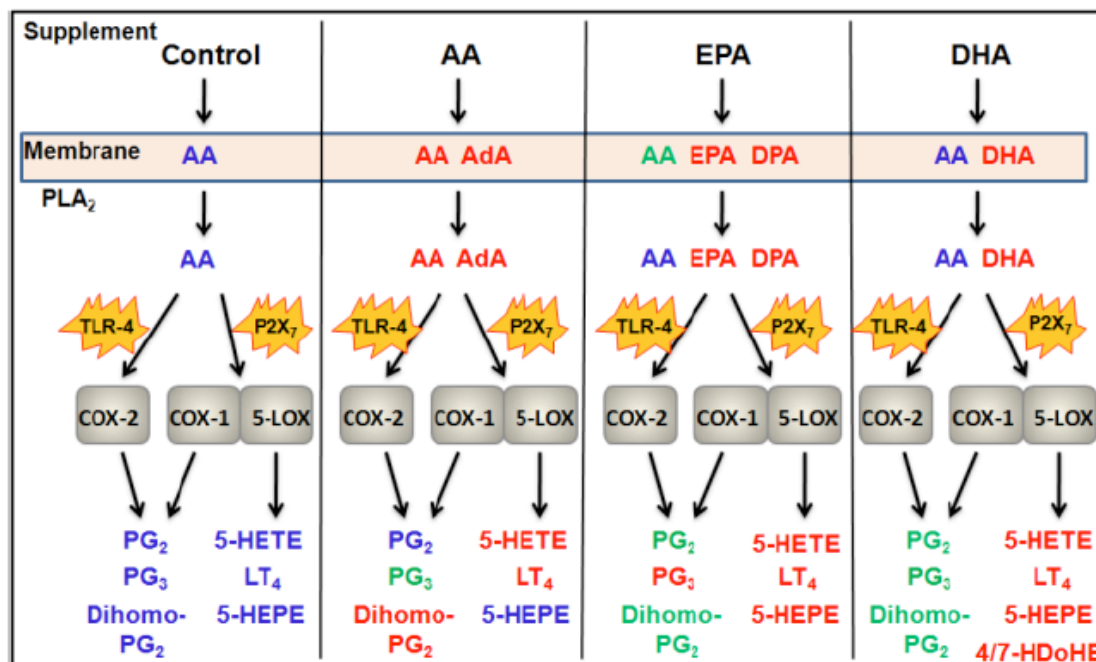 Supplement
Control AA EPA DHA
Membrane AA AA AdA AA EPA DPA AA DHA
PLA₂
AA AA AdA AA EPA DPA AA DHA
TLR-4 P2X₇ TLR-4 P2X₇ TLR-4 P2X₇ TLR-4 P2X₇
COX-2 COX-1 5-LOX COX-2 COX-1 5-LOX COX-2 COX-1 5-LOX COX-2 COX-1 5-LOX
PG₂ 5-HETE PG₂ 5-HETE PG₂ 5-HETE PG₂ 5-HETE
PG₃ LT₄ PG₃ LT₄ PG₃ LT₄ PG₃ LT₄
Dihomo- 5-HEPE Dihomo- 5-HEPE Dihomo- 5-HEPE Dihomo- 5-HEPE
PG₂ PG₂ PG₂ PG₂ 4/7-HDoHE